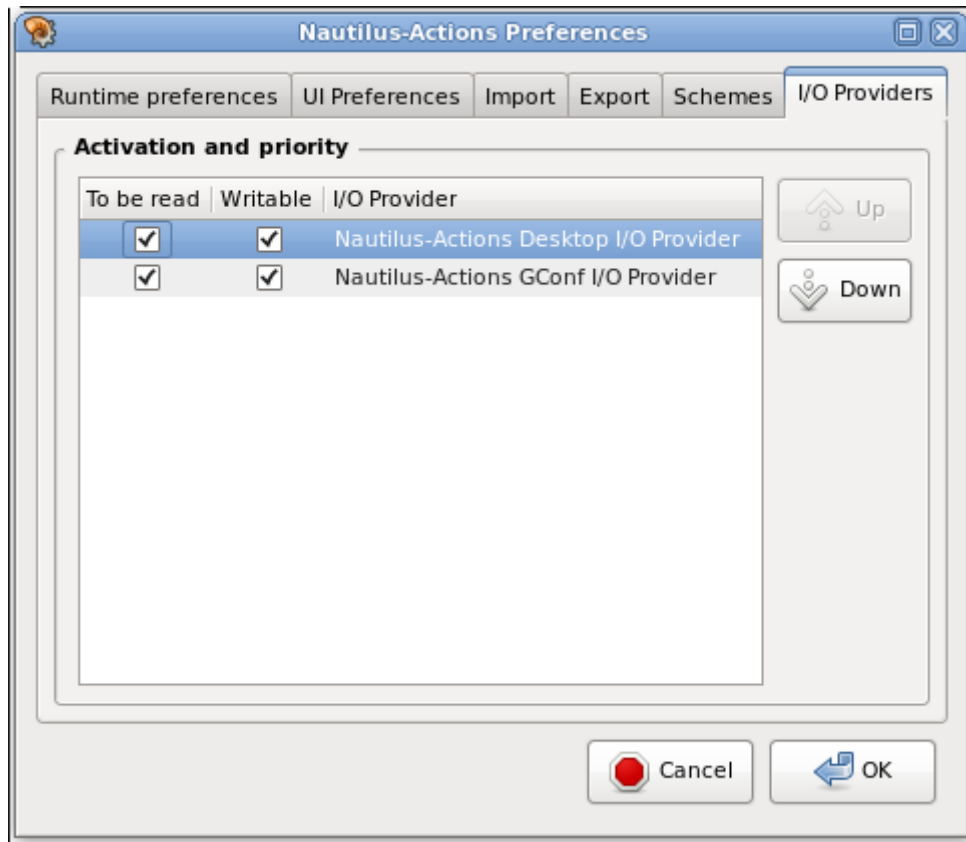 Nautilus-Actions Preferences
Runtime preferences UI Preferences Import Export Schemes I/O Providers
Activation and priority
To be read Writable I/O Provider
Nautilus-Actions Desktop I/O Provider
Nautilus-Actions GConf I/O Provider
Up
Down
Cancel OK